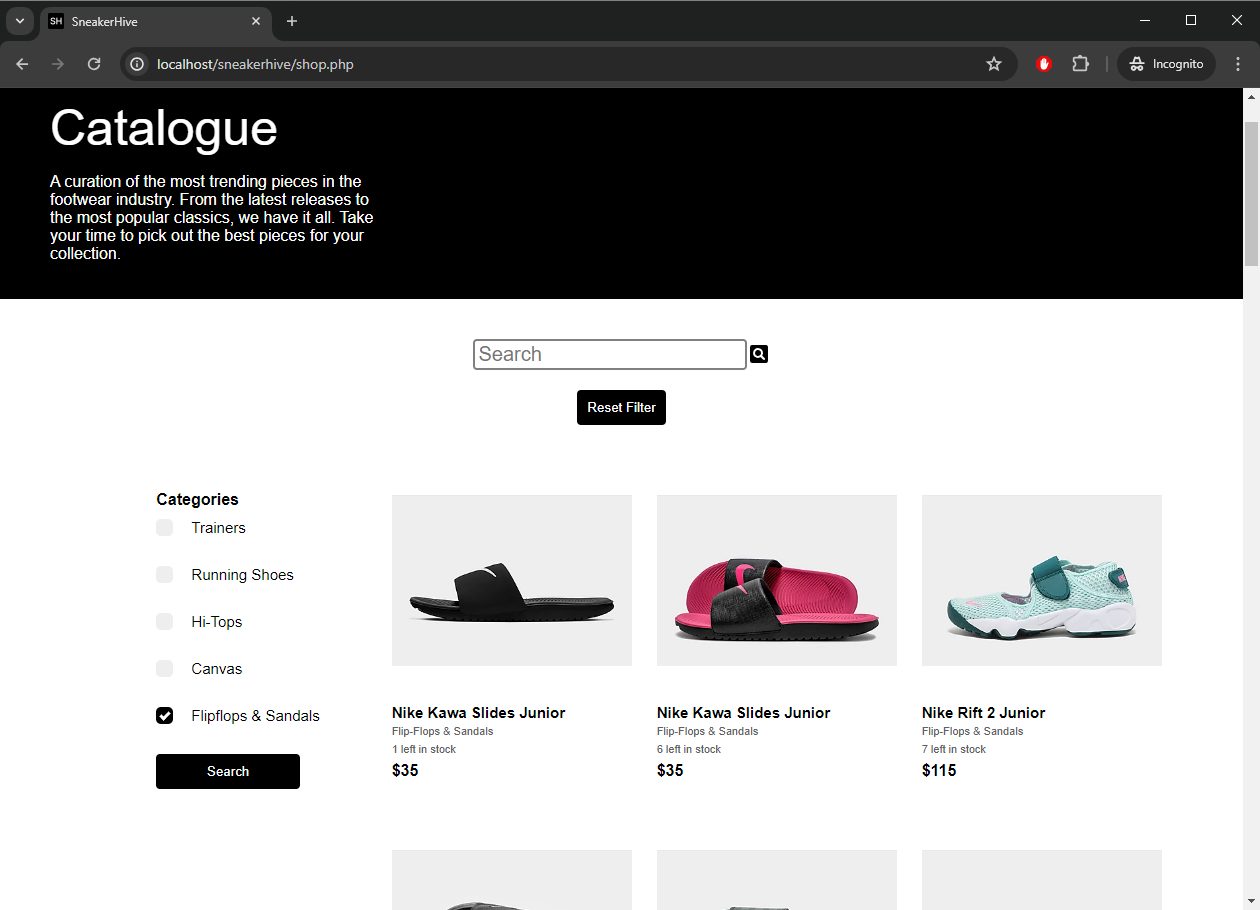 SH SneakerHive
localhost/sneakerhive/shop.php
Incognito
Catalogue
A curation of the most trending pieces in the
footwear industry. From the latest releases to
the most popular classics, we have it all. Take
your time to pick out the best pieces for your
collection.
Search
Reset Filter
Categories
Trainers
Running Shoes
Hi-Tops
Canvas
Flipflops & Sandals
Search
Nike Kawa Slides Junior
Flip-Flops & Sandals
1 left in stock
$35
Nike Kawa Slides Junior
Flip-Flops & Sandals
6 left in stock
$35
Nike Rift 2 Junior
Flip-Flops & Sandals
7 left in stock
$115